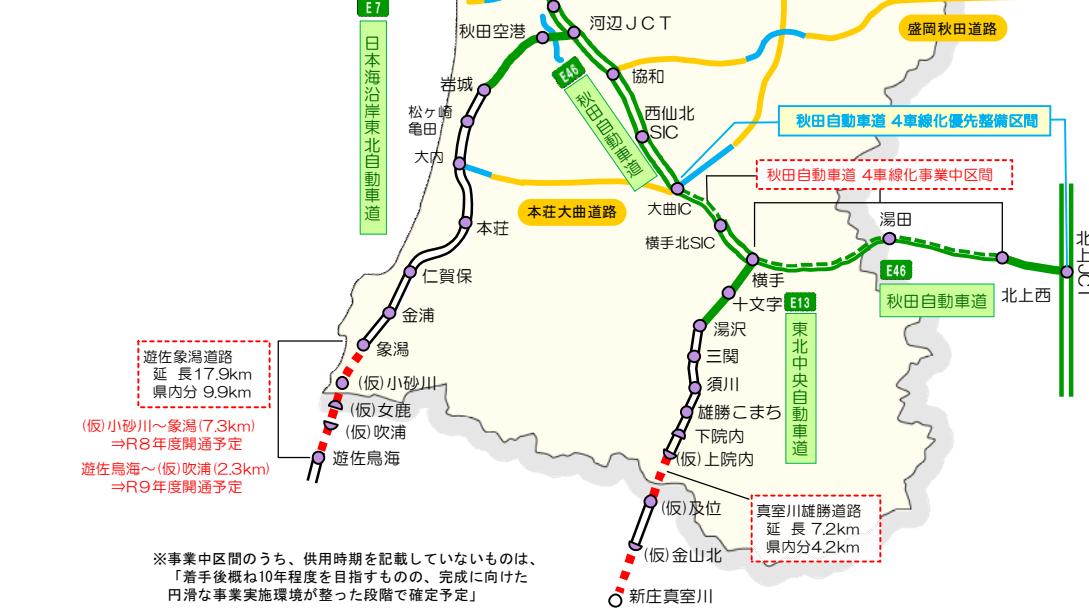 E7
日本海沿岸東北自動車道
秋田空港
河辺JCT
盛岡秋田道路
岩城
E46
秋田自動車道
協和
松ヶ崎
亀田
西仙北
SIC
秋田自動車道 4車線化優先整備区間
大内
秋田自動車道 4車線化事業中区間
本荘大曲道路
大曲IC
本荘
横手北SIC
湯田
北上JCT
仁賀保
横手
E46
秋田自動車道
北上西
十文字
E13
東北中央自動車道
金浦
湯沢
象潟
三関
遊佐象潟道路
延 長17.9km
県内分 9.9km
(仮)小砂川
須川
(仮)女鹿
雄勝こまち
(仮)小砂川～象潟(7.3km)
⇒R8年度開通予定
(仮)吹浦
下院内
遊佐鳥海
(仮)上院内
遊佐鳥海～(仮)吹浦(2.3km)
⇒R9年度開通予定
(仮)及位
真室川雄勝道路
延 長 7.2km
県内分4.2km
(仮)金山北
新庄真室川
※事業中区間のうち、供用時期を記載していないものは、
「着手後概ね10年程度を目指すものの、完成に向けた
円滑な事業実施環境が整った段階で確定予定」